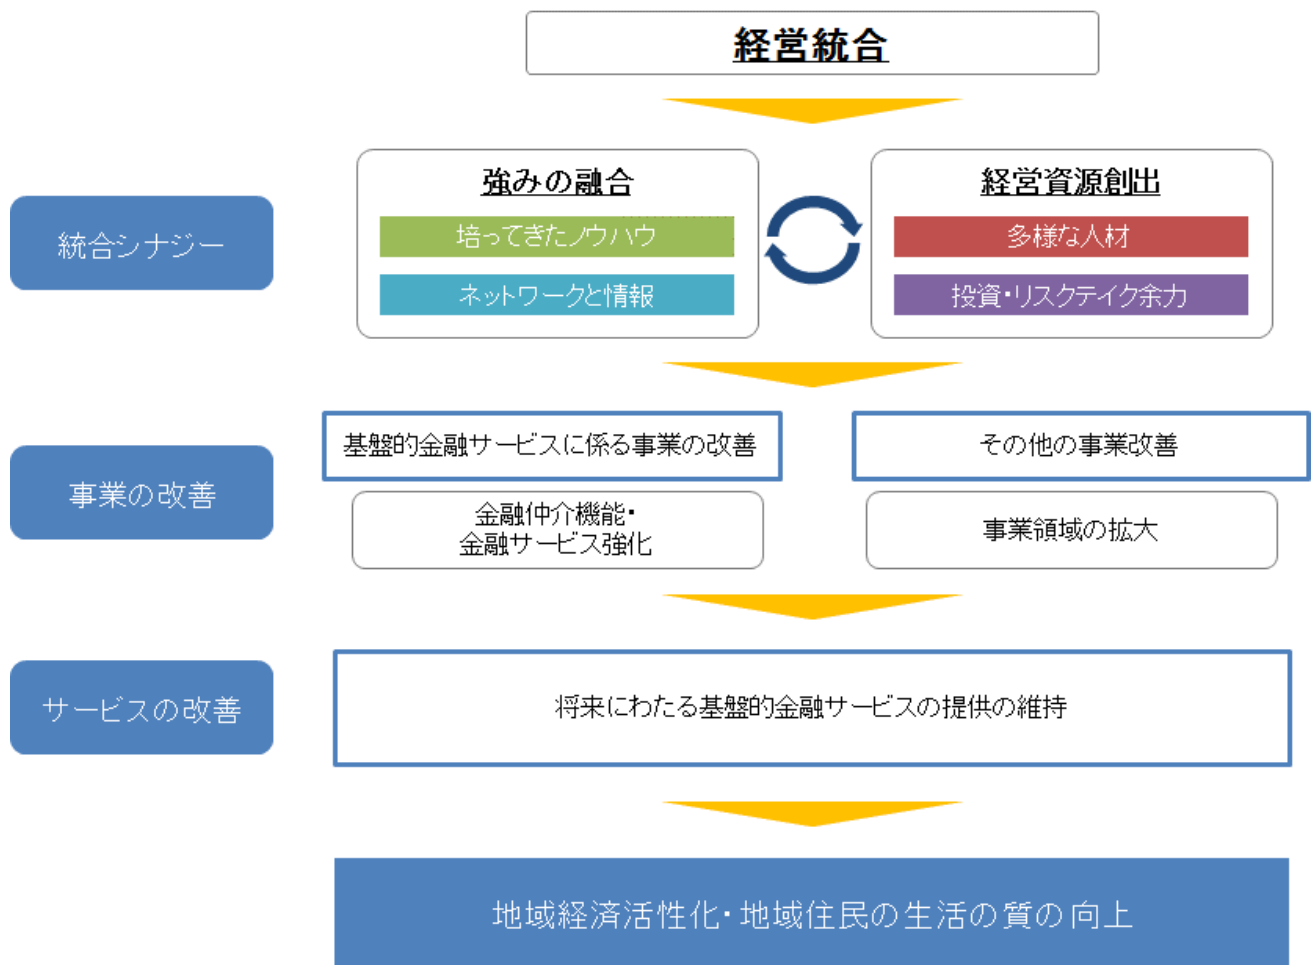 経営統合
統合シナジー
強みの融合
培ってきたノウハウ
ネットワークと情報
経営資源創出
多様な人材
投資・リスクテイク余力
事業の改善
基盤的金融サービスに係る事業の改善
金融仲介機能・
金融サービス強化
その他の事業改善
事業領域の拡大
サービスの改善
将来にわたる基盤的金融サービスの提供の維持
地域経済活性化・地域住民の生活の質の向上